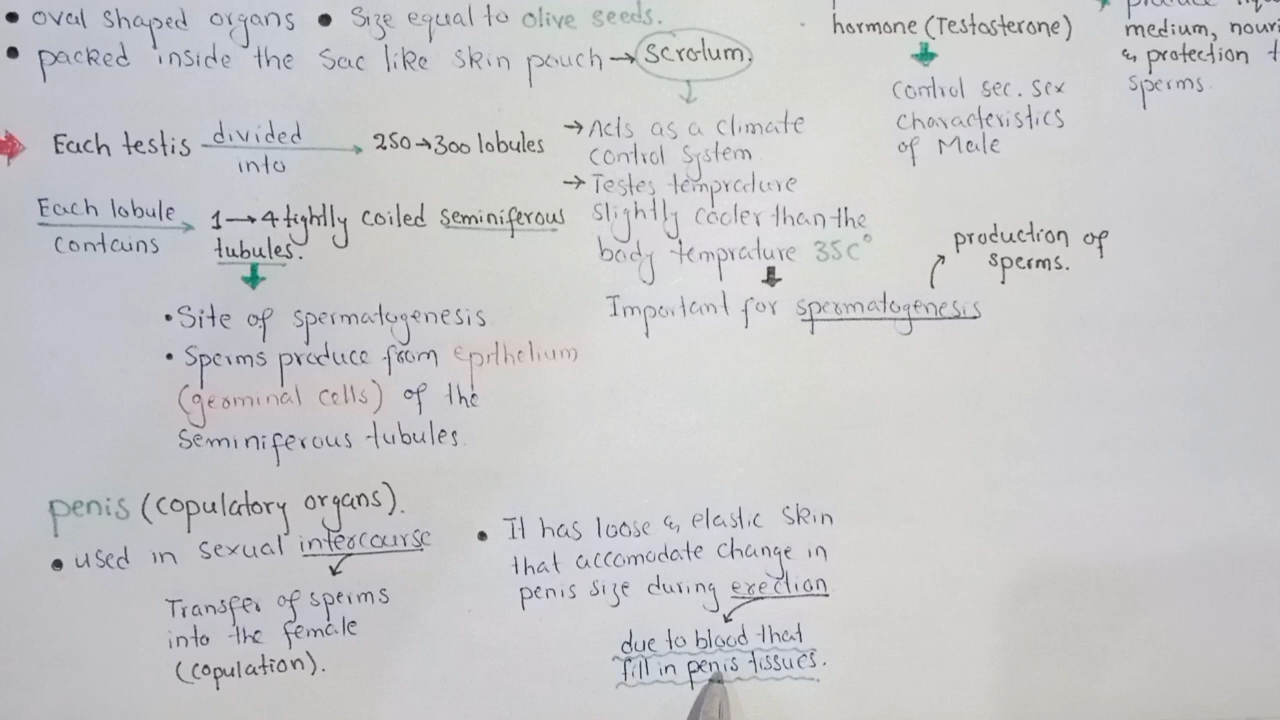 • oval shaped organs • Size equal to olive seeds.
• packed inside the Sac like skin pouch → Scrotum.
hormone (Testosterone)
control sec. sex
characteristics
of Male
medium, nour
& protection t
sperms.
Each testis divided into → 250→300 lobules
→ Acts as a climate
control system
→ Testes temprature
slightly cooler than the
body temprature 35C°
Important for spermatogenesis
production of
sperms.
Each lobule
contains
1→4 tightly coiled seminiferous
tubules.
• Site of spermatogenesis.
• Sperms produce from epithelium
(germinal cells) of the
seminiferous tubules.
penis (copulatory organs).
• used in sexual intercourse
Transfer of sperms
into the female
(copulation).
• It has loose & elastic skin
that accomodate change in
penis size during erection
due to blood that
fill in penis tissues.